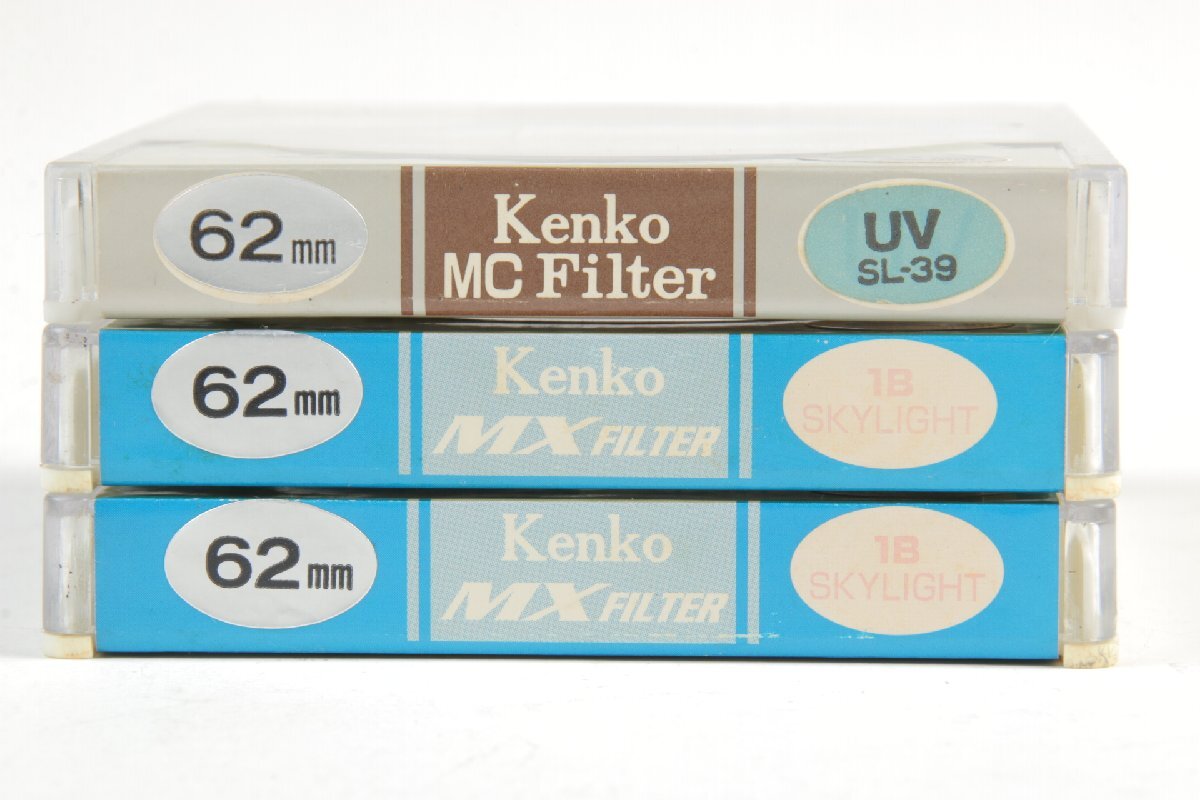 62mm
Kenko
MC Filter
UV
SL-39
62mm
Kenko
MX FILTER
1B
SKYLIGHT
62mm
Kenko
MX FILTER
1B
SKYLIGHT